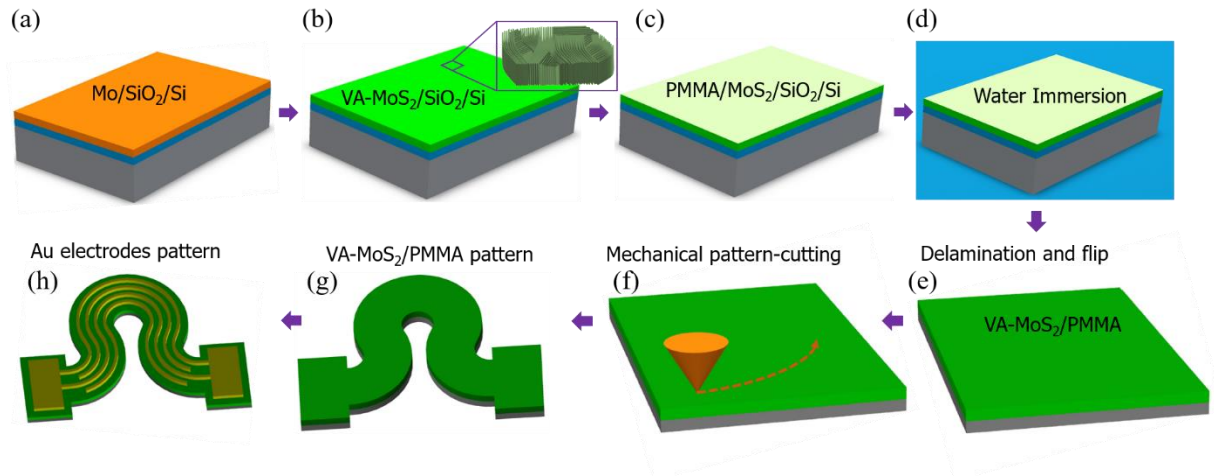 (a)
Mo/SiO₂/Si
(b)
VA-MoS₂/SiO₂/Si
(c)
PMMA/MoS₂/SiO₂/Si
(d)
Water Immersion
Delamination and flip
(e)
VA-MoS₂/PMMA
Mechanical pattern-cutting
(f)
VA-MoS₂/PMMA pattern
(g)
Au electrodes pattern
(h)